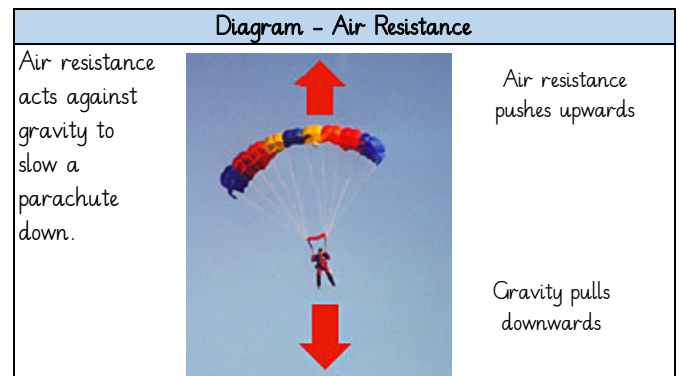 Diagram – Air Resistance
Air resistance
acts against
gravity to
slow a
parachute
down.
Air resistance
pushes upwards
Gravity pulls
downwards